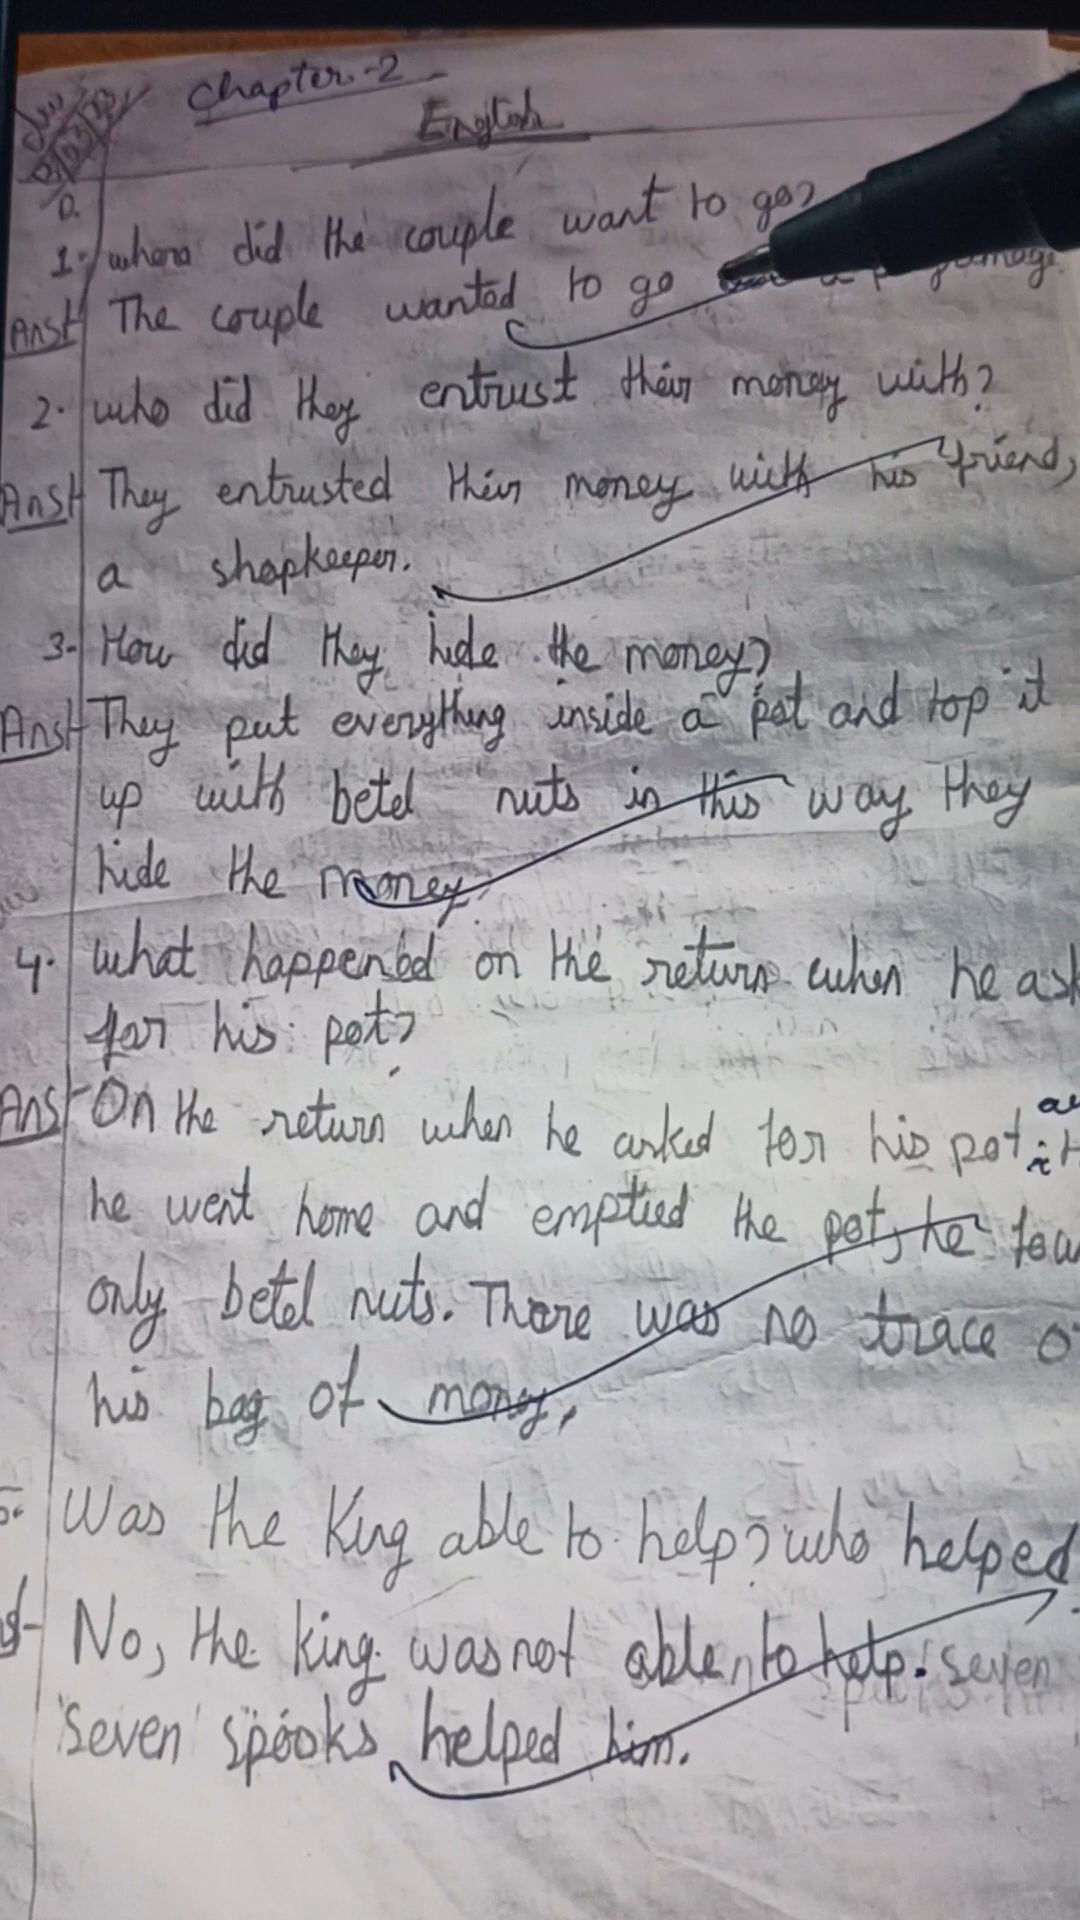 Chapter-2
English
1. where did the couple want to go?
Ans: The couple wanted to go a
2. who did they entrust their money with?
Ans: They entrusted their money with his friend,
a shopkeeper.
3. How did they hide the money?
Ans: They put everything inside a pot and top it
up with betel nuts in this way they
hide the money.
4. what happened on the return when he ask
for his pot?
Ans: On the return when he asked for his pot
he went home and emptied the pot, he fou
only betel nuts. There was no trace of
his bag of money.
5. Was the King able to help? who helped
No, the king was not able to help. seven
'Seven' spooks helped him.